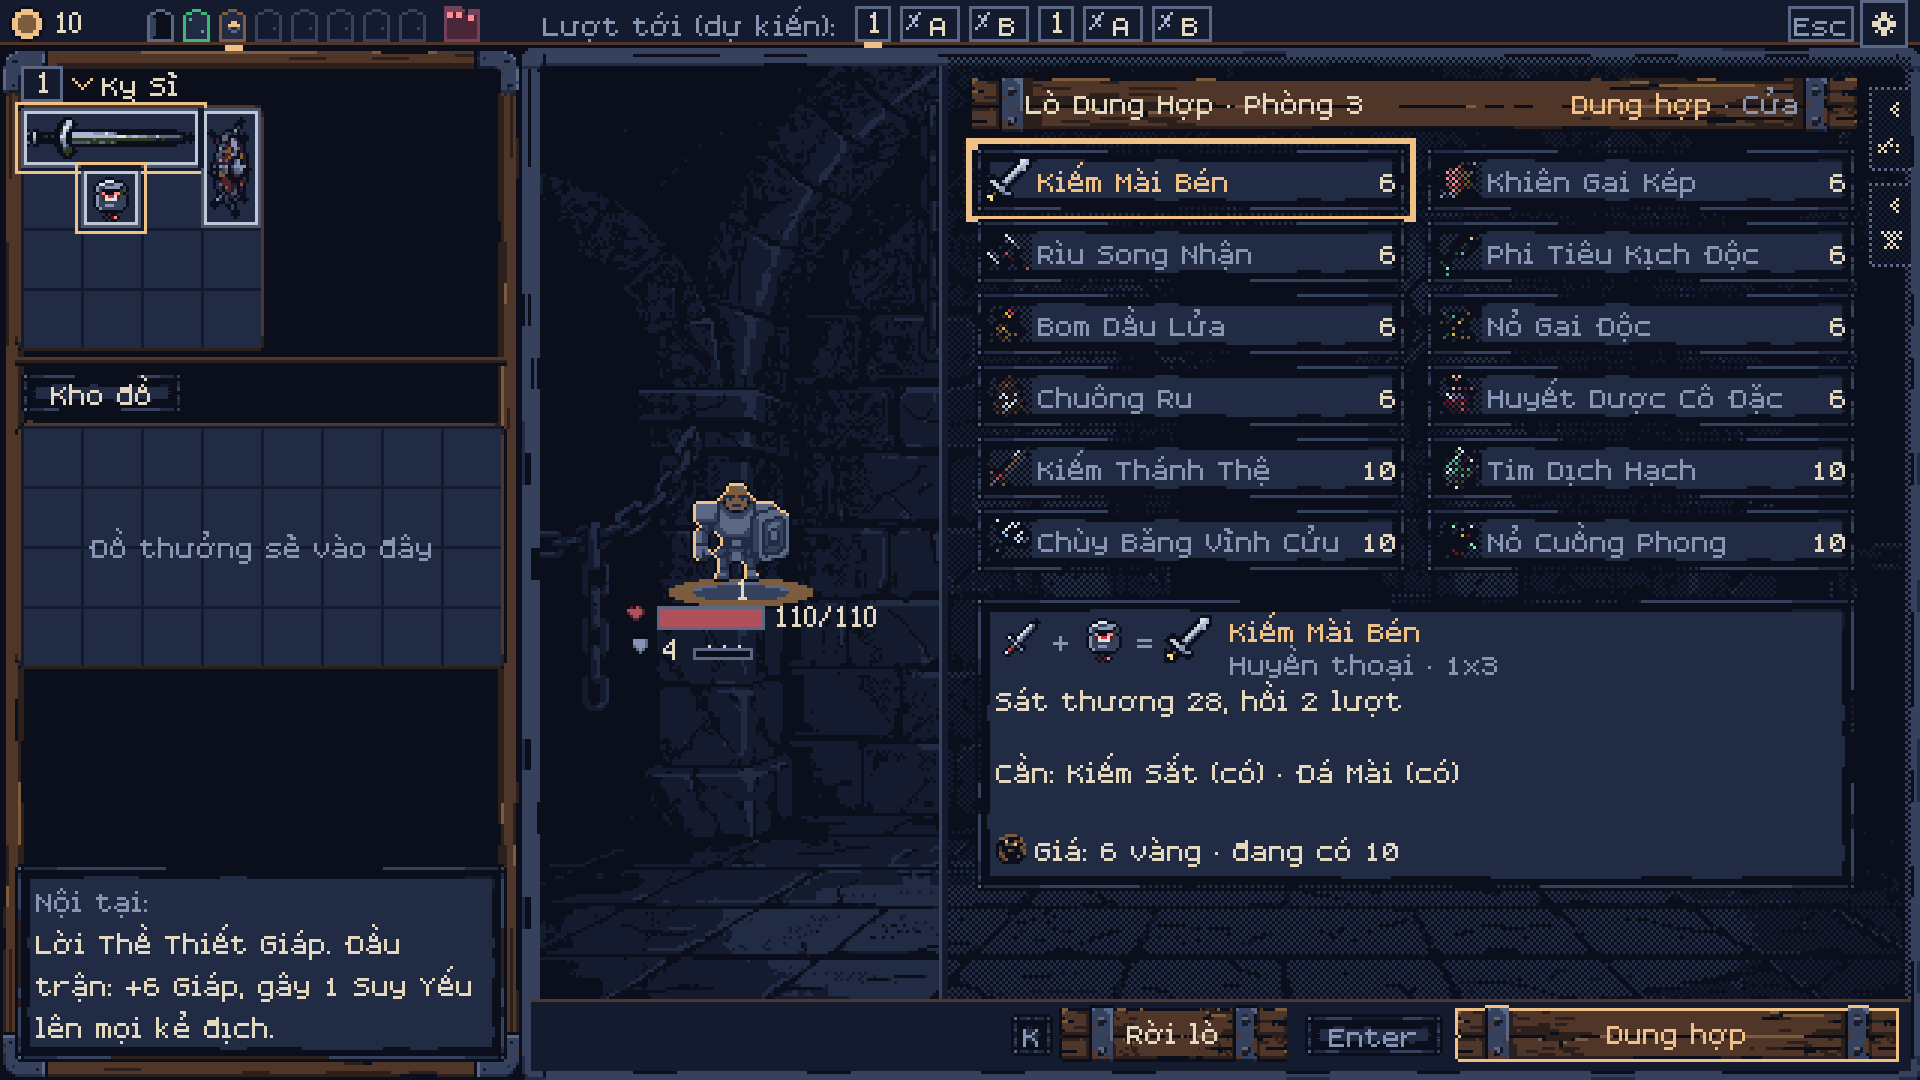 10
Lượt tới (dự kiến): 1 A B 1 A B
Esc
1 Kỵ Sĩ
Kho đồ
Đồ thưởng sẽ vào đây
Nội tại:
Lời Thề Thiết Giáp. Đầu
trận: +6 Giáp, gây 1 Suy Yếu
lên mọi kẻ địch.
1
110/110
4
Lò Dung Hợp · Phòng 3
Dung hợp · Cửa
Kiếm Mài Bén 6
Khiên Gai Kép 6
Rìu Song Nhận 6
Phi Tiêu Kịch Độc 6
Bom Dầu Lửa 6
Nỏ Gai Độc 6
Chuông Ru 6
Huyết Dược Cô Đặc 6
Kiếm Thánh Thệ 10
Tim Dịch Hạch 10
Chùy Băng Vĩnh Cửu 10
Nỏ Cuồng Phong 10
+ = Kiếm Mài Bén
Huyền thoại · 1x3
Sát thương 28, hồi 2 lượt
Cần: Kiếm Sắt (có) · Đá Mài (có)
Giá: 6 vàng · đang có 10
K Rời lò
Enter Dung hợp